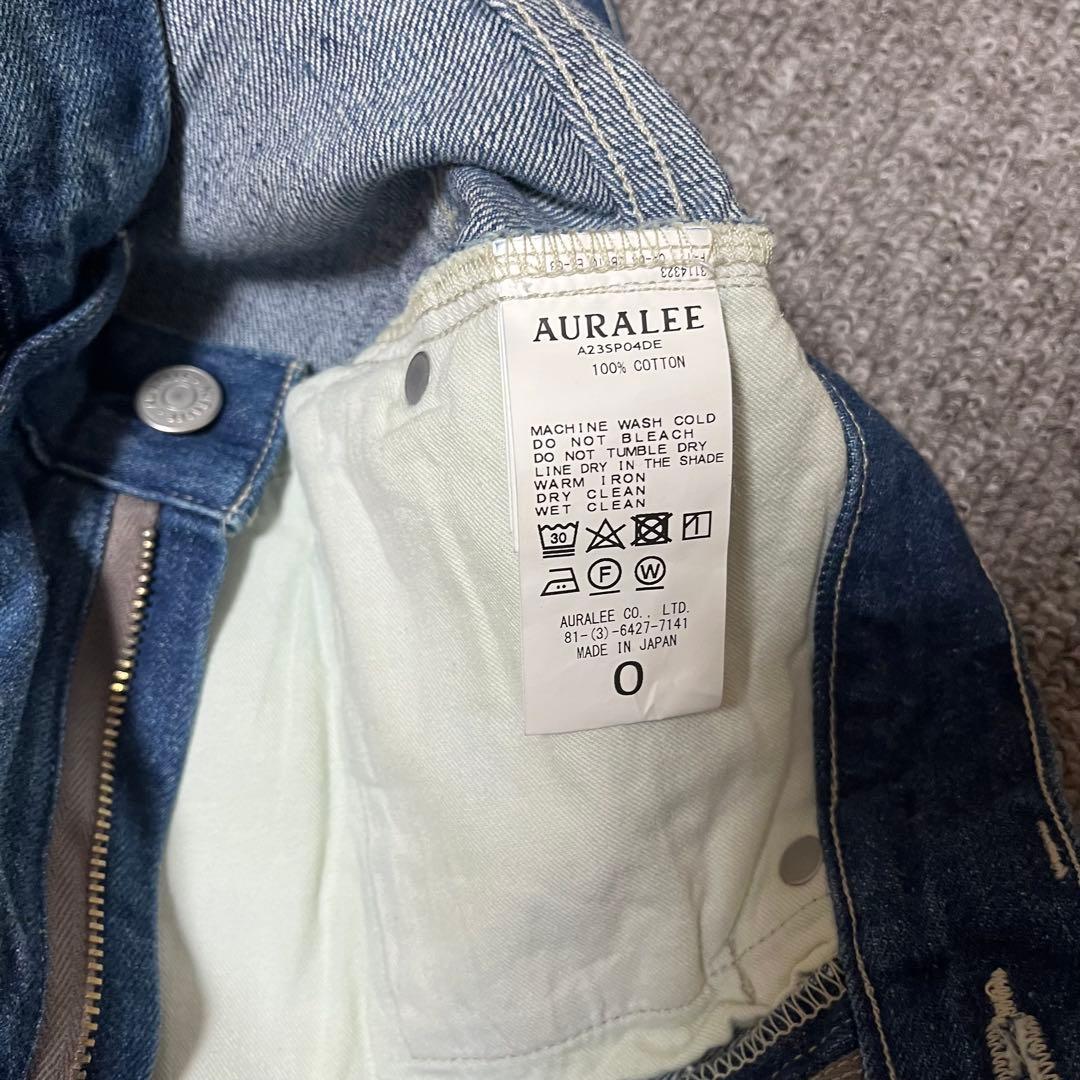 3114323
AURALEE
A23SP04DE
100% COTTON
MACHINE WASH COLD
DO NOT BLEACH
DO NOT TUMBLE DRY
LINE DRY IN THE SHADE
WARM IRON
DRY CLEAN
WET CLEAN
30
F W
AURALEE CO., LTD.
81-(3)-6427-7141
MADE IN JAPAN
0